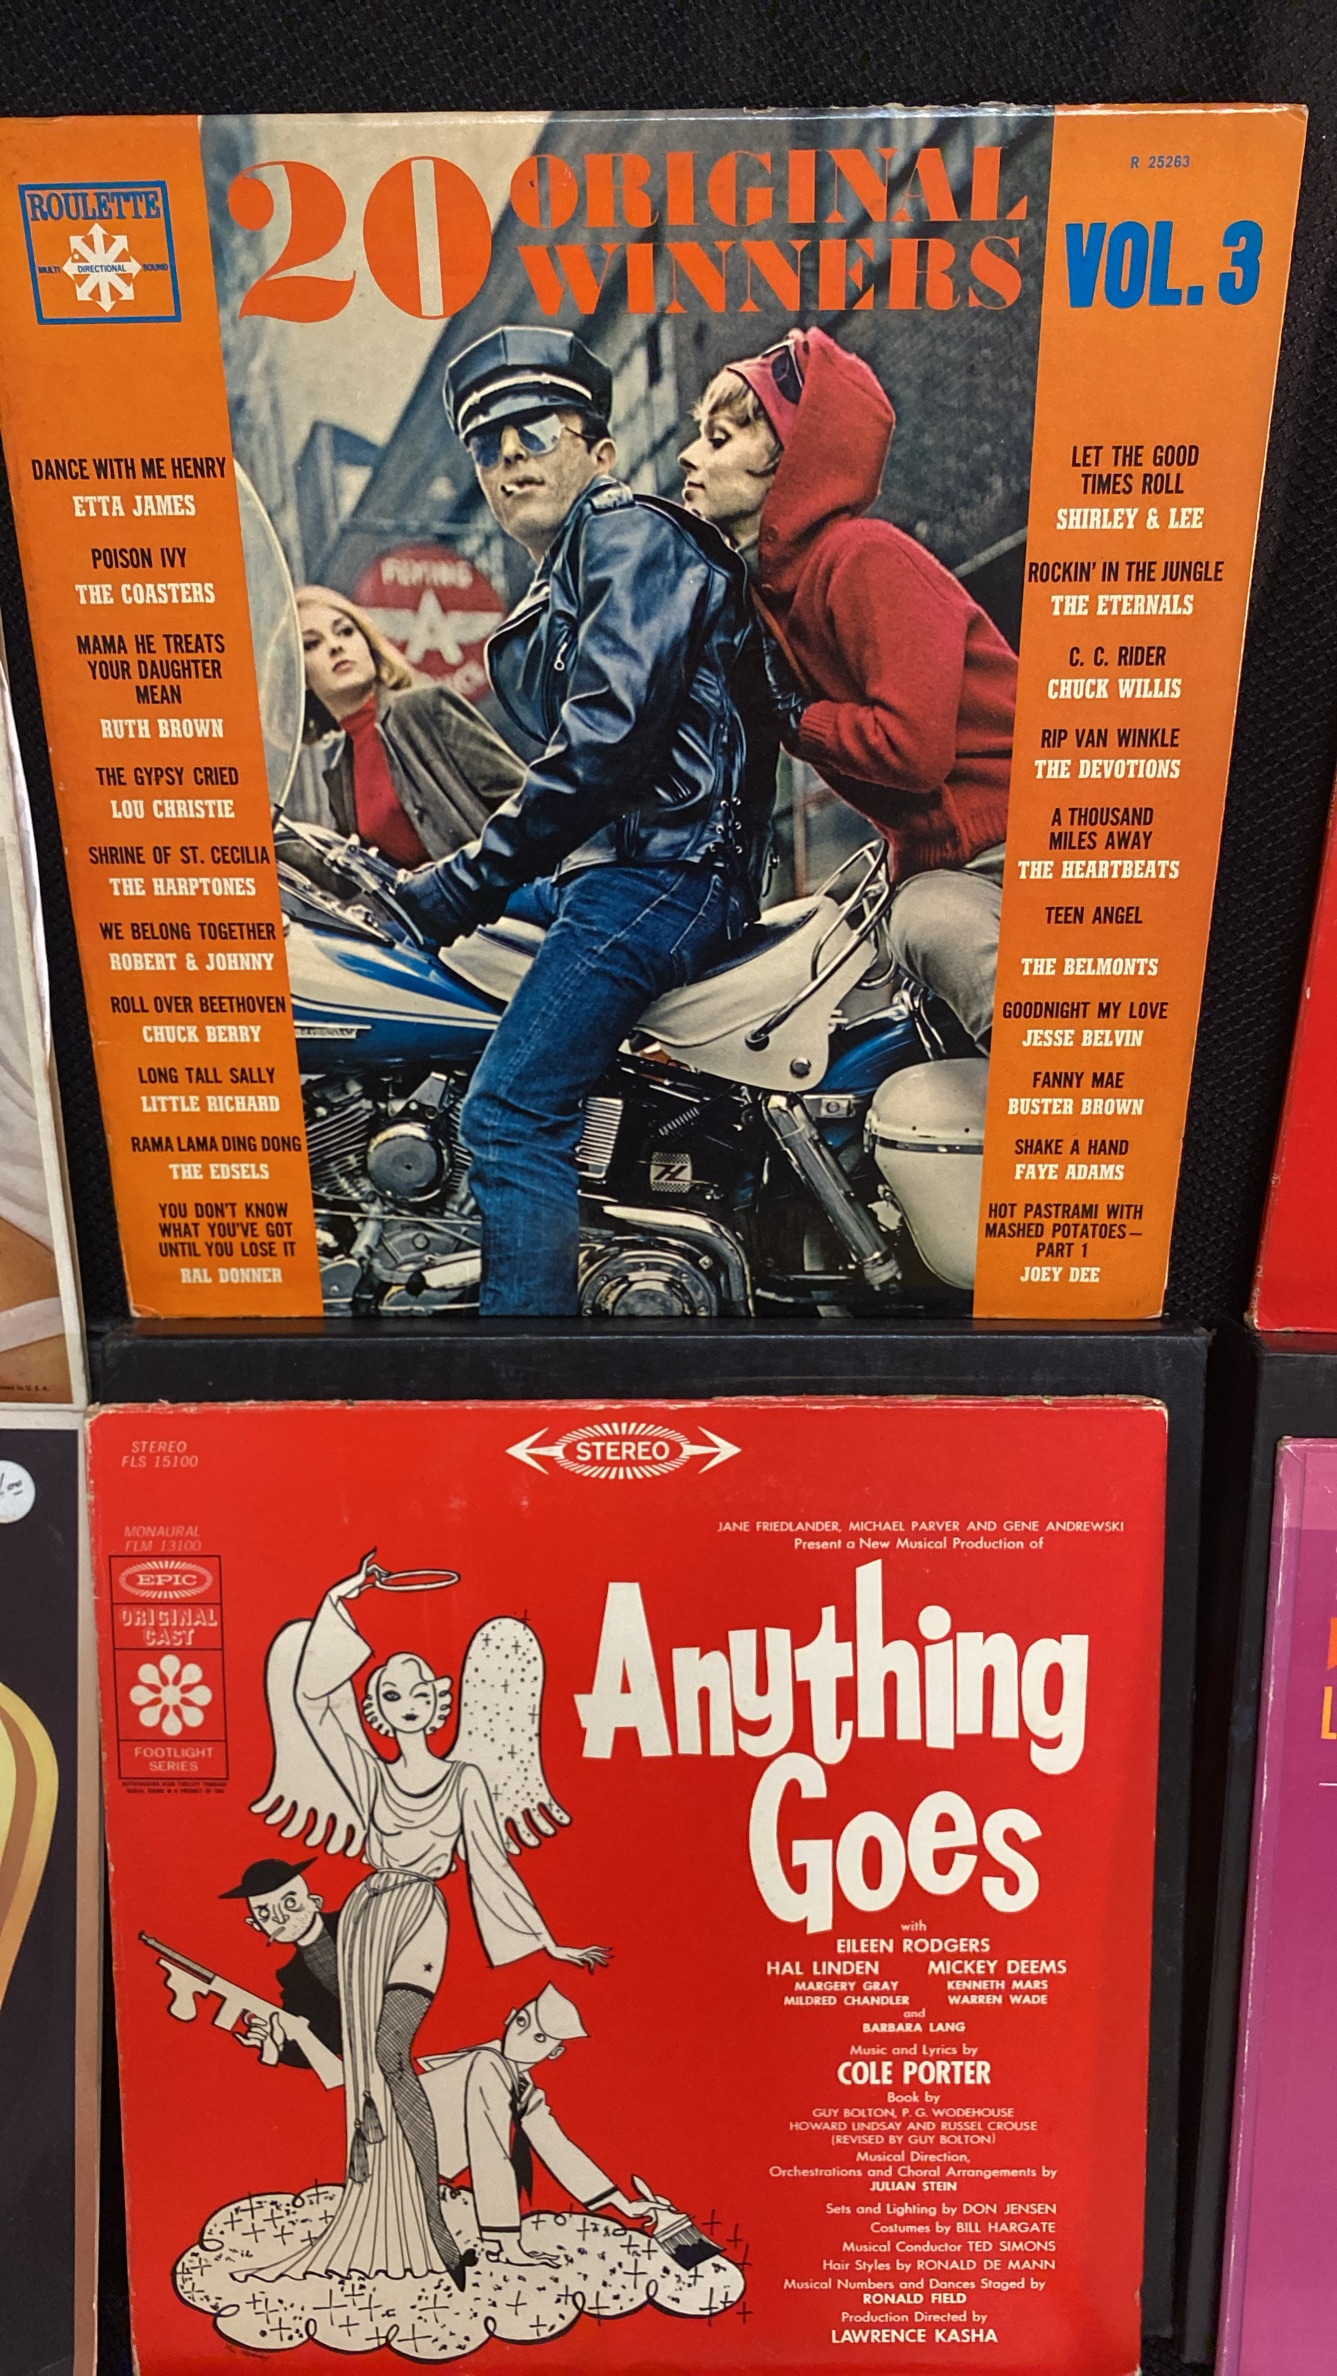 20 ORIGINAL
WINNERS
R 25263
VOL. 3
ROULETTE
MULTI DIRECTIONAL SOUND
DANCE WITH ME HENRY
ETTA JAMES
POISON IVY
THE COASTERS
MAMA HE TREATS
YOUR DAUGHTER
MEAN
RUTH BROWN
THE GYPSY CRIED
LOU CHRISTIE
SHRINE OF ST. CECILIA
THE HARPTONES
WE BELONG TOGETHER
ROBERT & JOHNNY
ROLL OVER BEETHOVEN
CHUCK BERRY
LONG TALL SALLY
LITTLE RICHARD
RAMA LAMA DING DONG
THE EDSELS
YOU DON'T KNOW
WHAT YOU'VE GOT
UNTIL YOU LOSE IT
RAL DONNER
FLYING
A
LET THE GOOD
TIMES ROLL
SHIRLEY & LEE
ROCKIN' IN THE JUNGLE
THE ETERNALS
C. C. RIDER
CHUCK WILLIS
RIP VAN WINKLE
THE DEVOTIONS
A THOUSAND
MILES AWAY
THE HEARTBEATS
TEEN ANGEL
THE BELMONTS
GOODNIGHT MY LOVE
JESSE BELVIN
FANNY MAE
BUSTER BROWN
SHAKE A HAND
FAYE ADAMS
HOT PASTRAMI WITH
MASHED POTATOES—
PART 1
JOEY DEE
STEREO
FLS 15100
STEREO
MONAURAL
FLM 13100
EPIC
ORIGINAL
CAST
FOOTLIGHT
SERIES
JANE FRIEDLANDER, MICHAEL PARVER AND GENE ANDREWSKI
Present a New Musical Production of
Anything
Goes
with
EILEEN RODGERS
HAL LINDEN MICKEY DEEMS
MARGERY GRAY KENNETH MARS
MILDRED CHANDLER WARREN WADE
and
BARBARA LANG
Music and Lyrics by
COLE PORTER
Book by
GUY BOLTON, P. G. WODEHOUSE
HOWARD LINDSAY AND RUSSEL CROUSE
(REVISED BY GUY BOLTON)
Musical Direction,
Orchestrations and Choral Arrangements by
JULIAN STEIN
Sets and Lighting by DON JENSEN
Costumes by BILL HARGATE
Musical Conductor TED SIMONS
Hair Styles by RONALD DE MANN
Musical Numbers and Dances Staged by
RONALD FIELD
Production Directed by
LAWRENCE KASHA